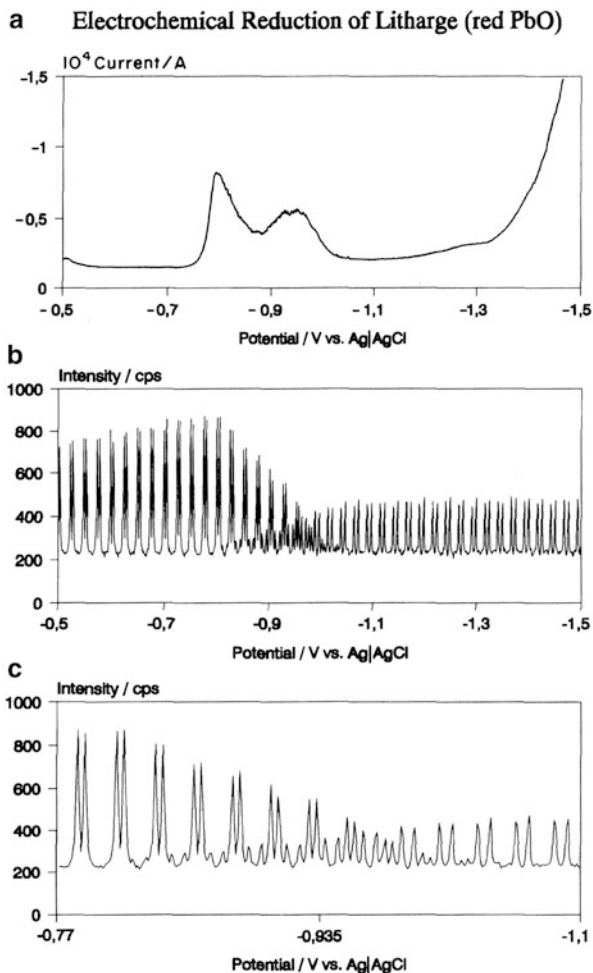 a Electrochemical Reduction of Litharge (red PbO)
10⁴ Current/A
-1,5
-1
-0,5
0
-0,5 -0,7 -0,9 -1,1 -1,3 -1,5
Potential / V vs. Ag|AgCl
b
Intensity / cps
1000
800
600
400
200
0
-0,5 -0,7 -0,9 -1,1 -1,3 -1,5
Potential / V vs. Ag|AgCl
c
Intensity / cps
1000
800
600
400
200
0
-0,77 -0,935 -1,1
Potential / V vs. Ag|AgCl